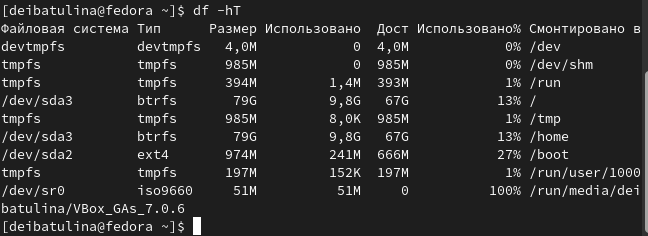 [deibatulina@fedora ~]$ df -hT
Файловая система Тип      Размер Использовано  Дост Использовано% Смонтировано в
devtmpfs         devtmpfs   4,0M            0  4,0M            0% /dev
tmpfs            tmpfs      985M            0  985M            0% /dev/shm
tmpfs            tmpfs      394M         1,4M  393M            1% /run
/dev/sda3        btrfs       79G         9,8G   67G           13% /
tmpfs            tmpfs      985M         8,0K  985M            1% /tmp
/dev/sda3        btrfs       79G         9,8G   67G           13% /home
/dev/sda2        ext4       974M         241M  666M           27% /boot
tmpfs            tmpfs      197M         152K  197M            1% /run/user/1000
/dev/sr0         iso9660     51M          51M     0          100% /run/media/dei
batulina/VBox_GAs_7.0.6
[deibatulina@fedora ~]$